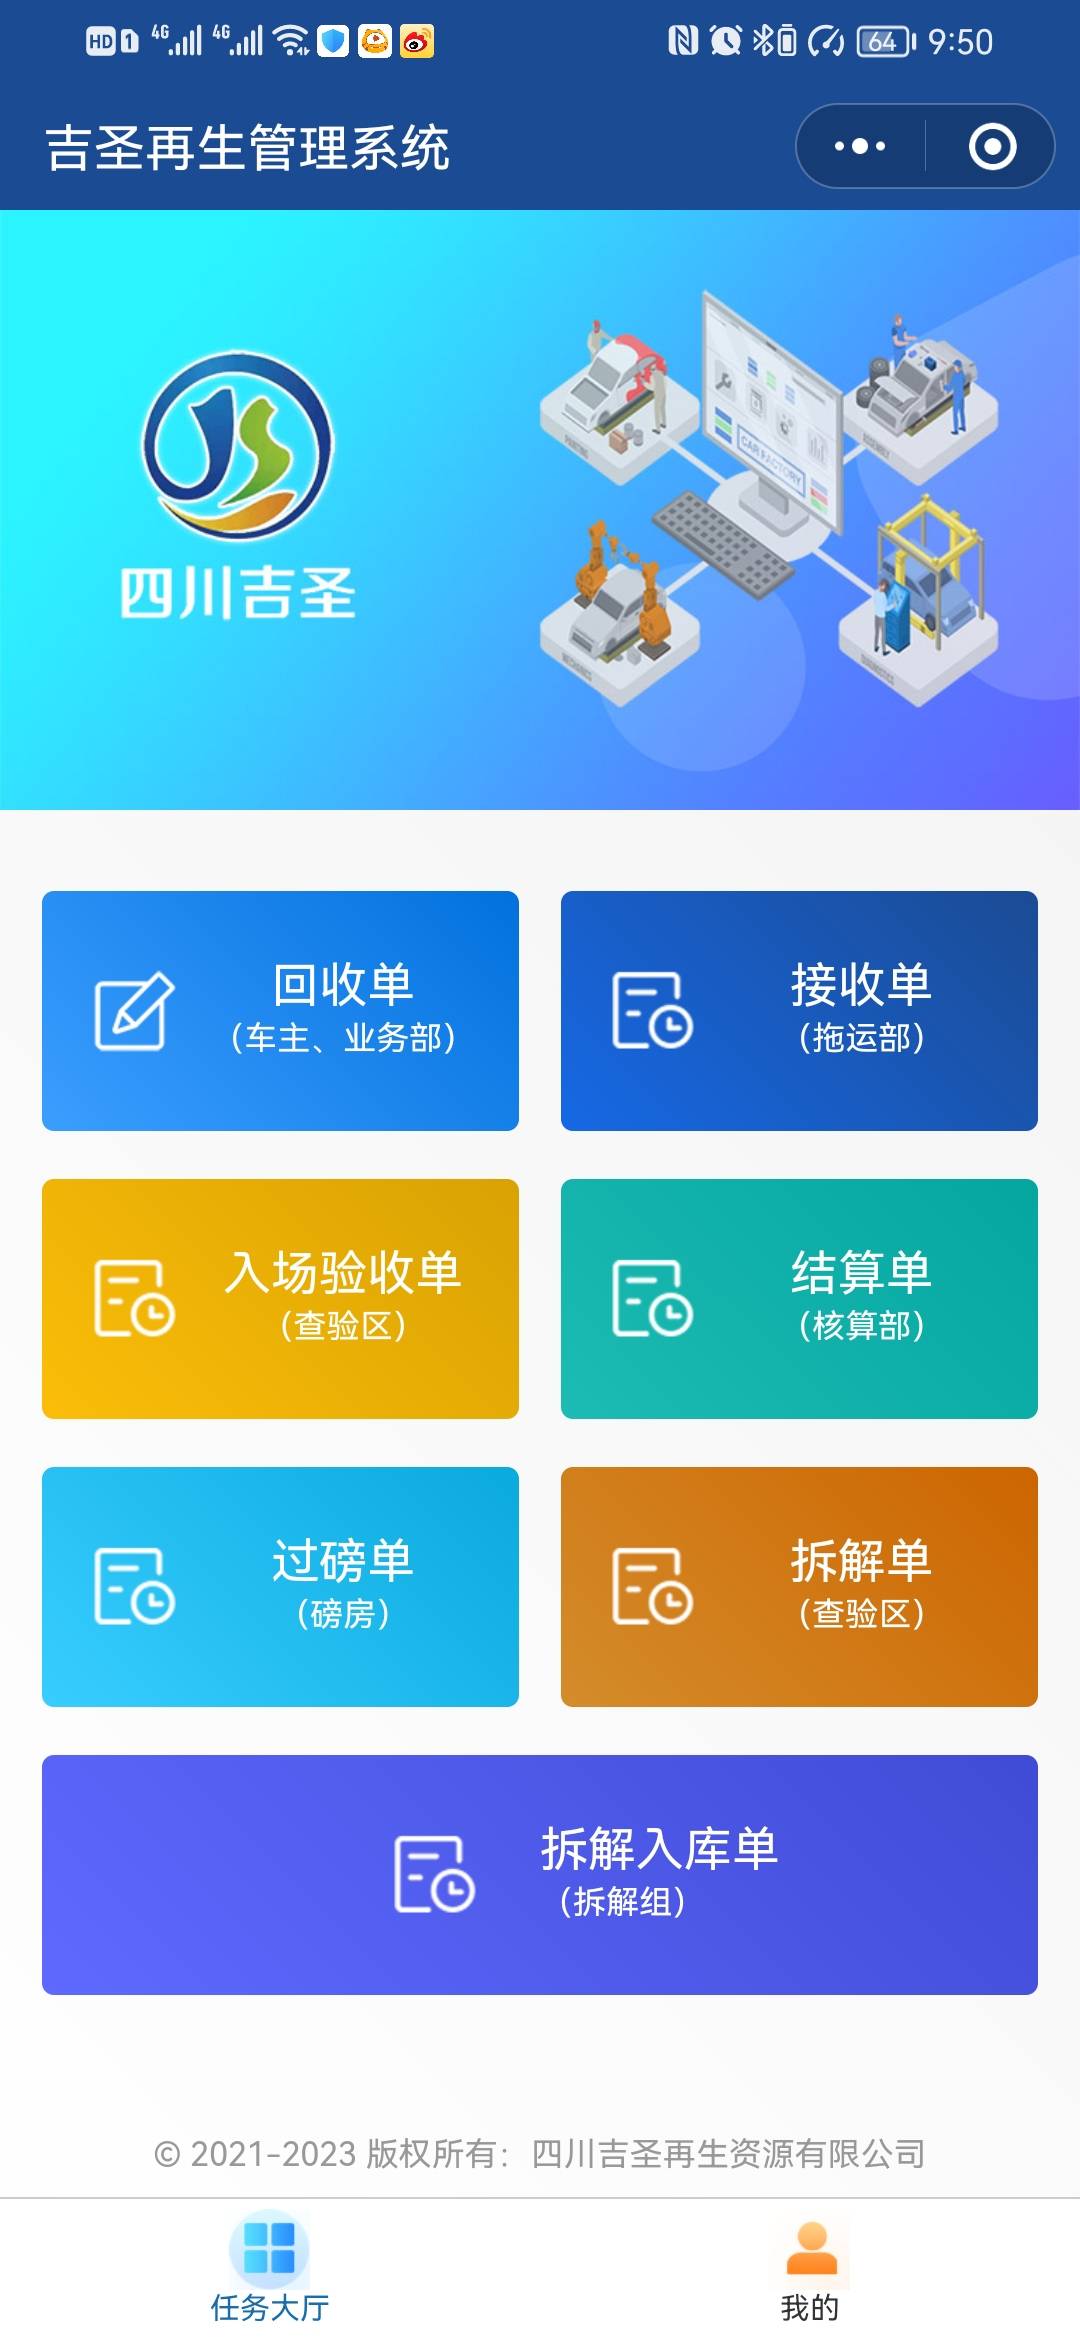 HD 1 4G 4G 64 9:50
吉圣再生管理系统
四川吉圣
CAR FACTORY
回收单
（车主、业务部）
接收单
（拖运部）
入场验收单
（查验区）
结算单
（核算部）
过磅单
（磅房）
拆解单
（查验区）
拆解入库单
（拆解组）
© 2021-2023 版权所有：四川吉圣再生资源有限公司
任务大厅
我的